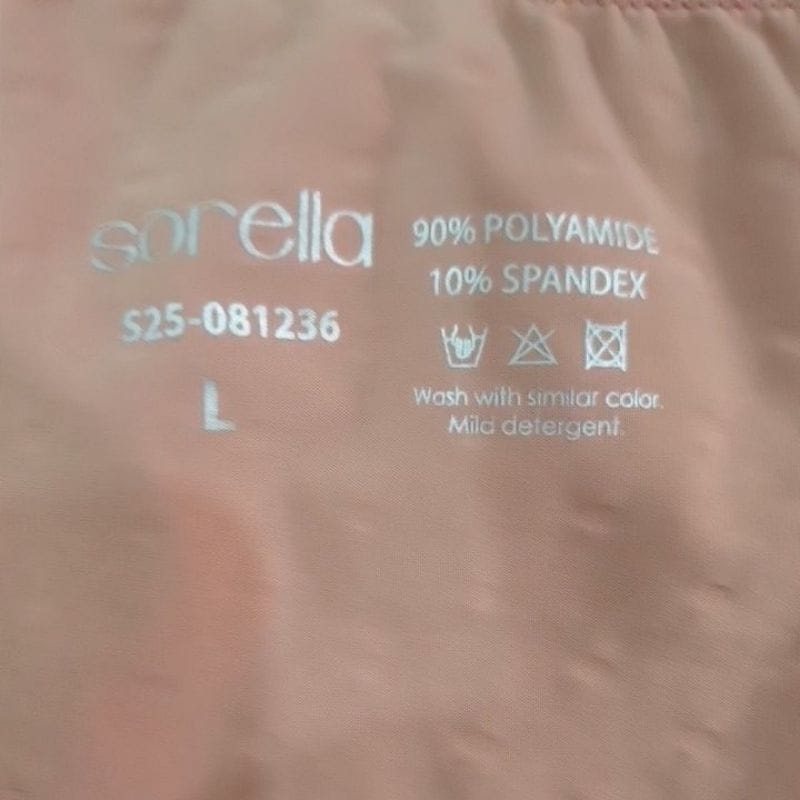 sorella
S25-081236
L
90% POLYAMIDE
10% SPANDEX
Wash with similar color.
Mild detergent.